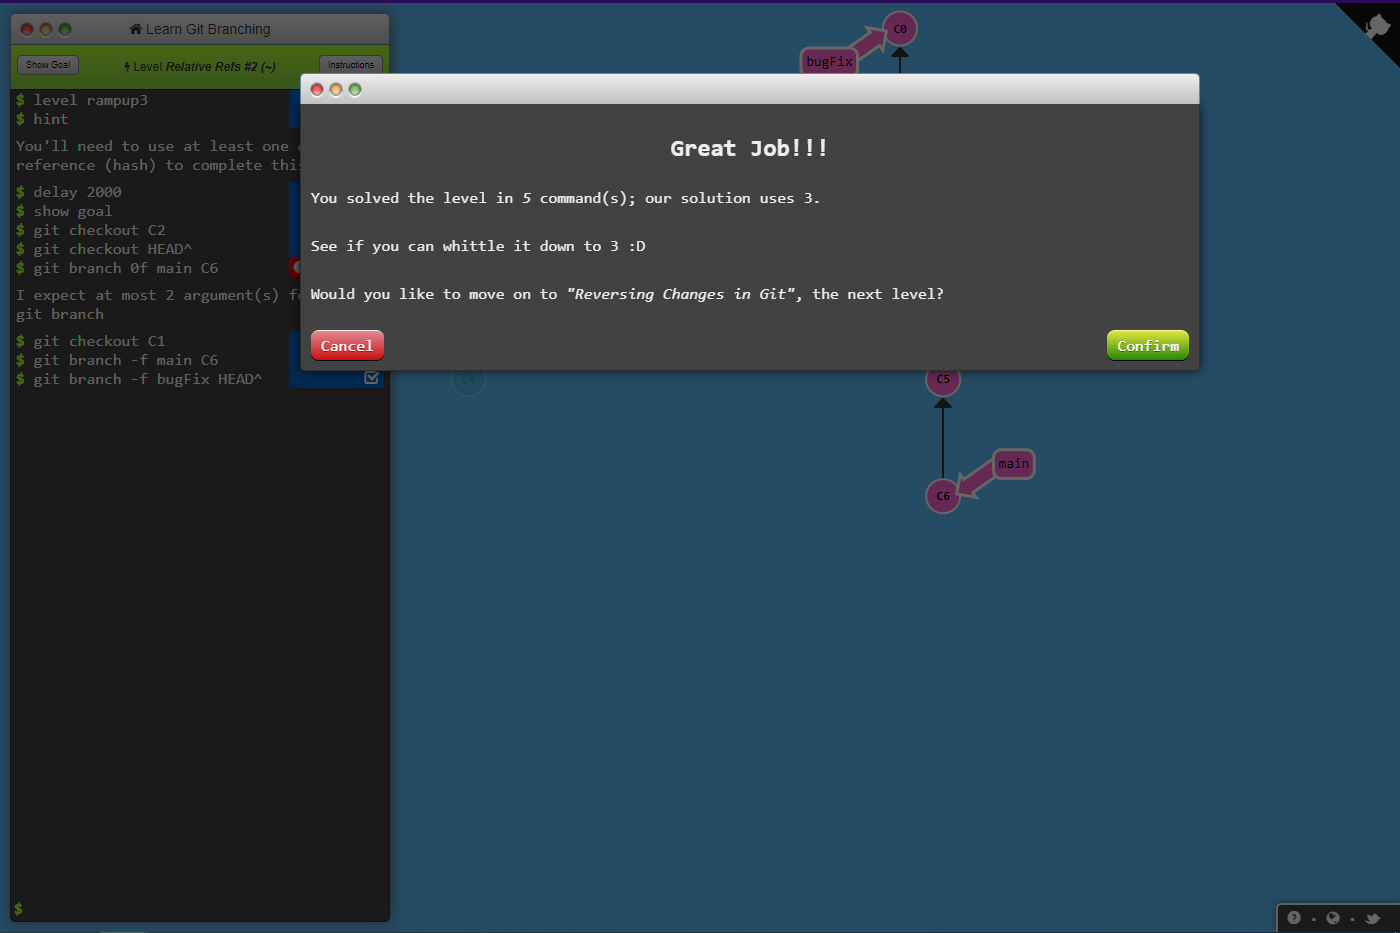 Learn Git Branching
Show Goal
Level Relative Refs #2 (~)
Instructions
$ level rampup3
$ hint
You'll need to use at least one
reference (hash) to complete
$ delay 2000
$ show goal
$ git checkout C2
$ git checkout HEAD^
$ git branch 0f main C6
I expect at most 2 argument(s)
git branch
$ git checkout C1
$ git branch -f main C6
$ git branch -f bugFix HEAD^
$
C0
bugFix
Great Job!!!
You solved the level in 5 command(s); our solution uses 3.
See if you can whittle it down to 3 :D
Would you like to move on to "Reversing Changes in Git", the next level?
Cancel
Confirm
C4
C5
main
C6